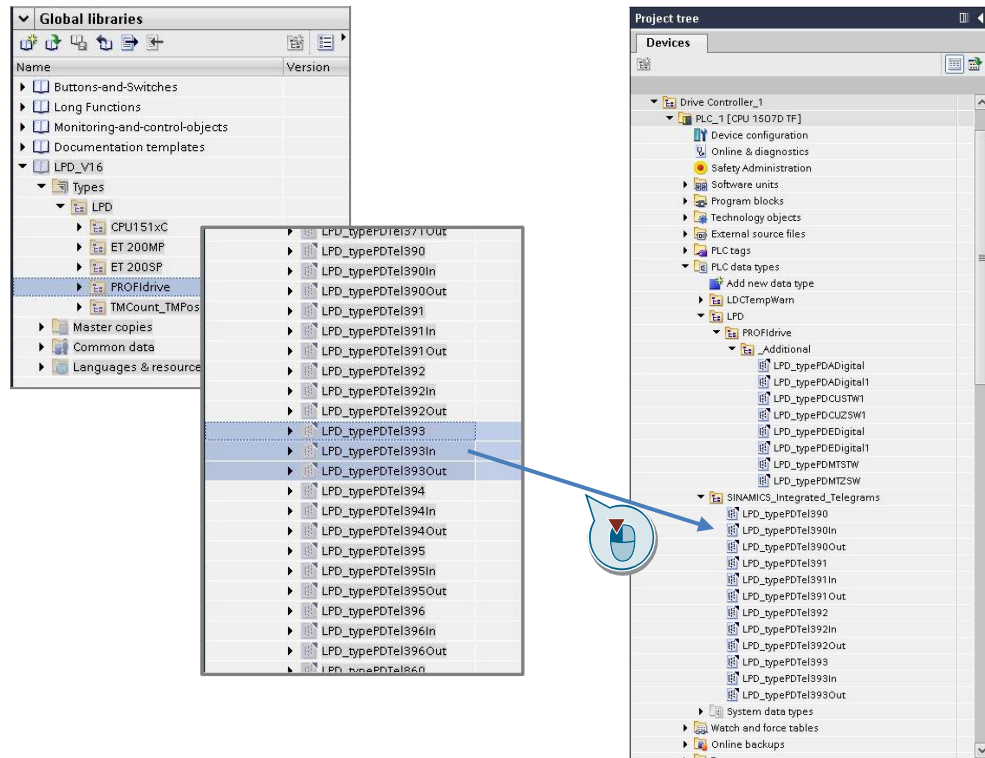 Global libraries
Name Version
Buttons-and-Switches
Long Functions
Monitoring-and-control-objects
Documentation templates
LPD_V16
Types
LPD
CPU151xC
ET 200MP
ET 200SP
PROFIdrive
TMCount_TMPos
Master copies
Common data
Languages & resource
LPD_typePDTel371Out
LPD_typePDTel390
LPD_typePDTel390In
LPD_typePDTel390Out
LPD_typePDTel391
LPD_typePDTel391In
LPD_typePDTel391Out
LPD_typePDTel392
LPD_typePDTel392In
LPD_typePDTel392Out
LPD_typePDTel393
LPD_typePDTel393In
LPD_typePDTel393Out
LPD_typePDTel394
LPD_typePDTel394In
LPD_typePDTel394Out
LPD_typePDTel395
LPD_typePDTel395In
LPD_typePDTel395Out
LPD_typePDTel396
LPD_typePDTel396In
LPD_typePDTel396Out
LPD_typePDTel860
Project tree
Devices
Drive Controller_1
PLC_1 [CPU 1507D TF]
Device configuration
Online & diagnostics
Safety Administration
Software units
Program blocks
Technology objects
External source files
PLC tags
PLC data types
Add new data type
LDCTempWarn
LPD
PROFIdrive
_Additional
LPD_typePDADigital
LPD_typePDADigital1
LPD_typePDCUSTW1
LPD_typePDCUZSW1
LPD_typePDEDigital
LPD_typePDEDigital1
LPD_typePDMTSTW
LPD_typePDMTZSW
SINAMICS_Integrated_Telegrams
LPD_typePDTel390
LPD_typePDTel390In
LPD_typePDTel390Out
LPD_typePDTel391
LPD_typePDTel391In
LPD_typePDTel391Out
LPD_typePDTel392
LPD_typePDTel392In
LPD_typePDTel392Out
LPD_typePDTel393
LPD_typePDTel393In
LPD_typePDTel393Out
System data types
Watch and force tables
Online backups